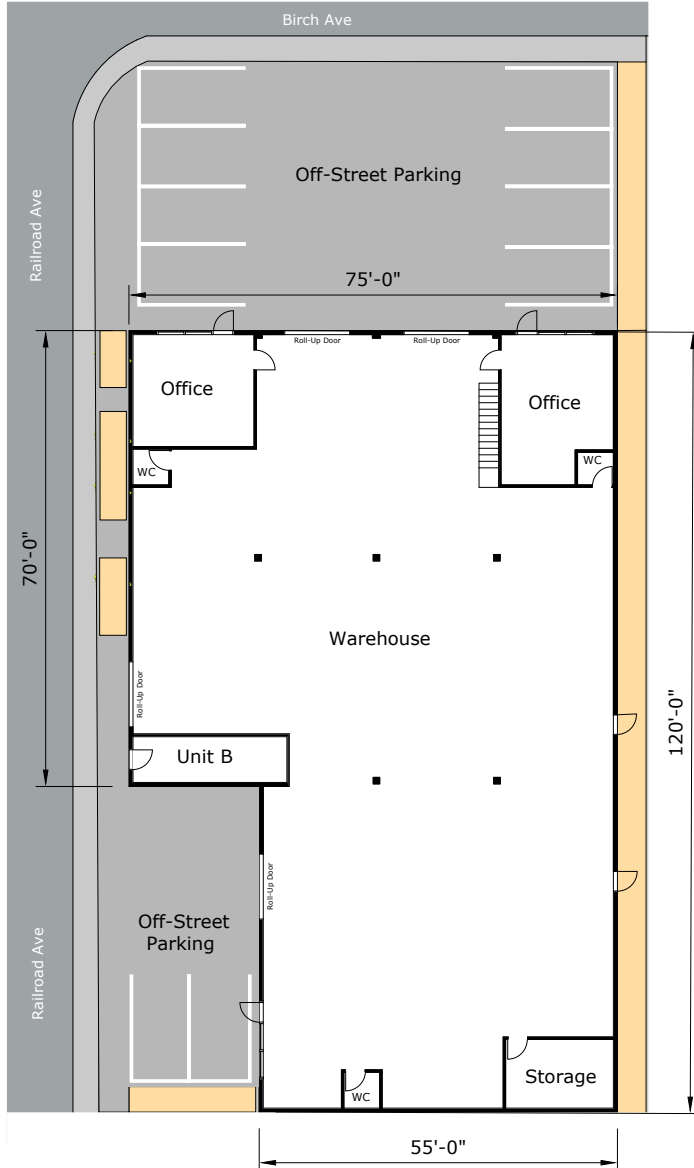 Birch Ave
Railroad Ave
Off-Street Parking
75'-0"
Roll-Up Door
Roll-Up Door
Office
Office
WC
WC
70'-0"
Warehouse
Roll-Up Door
120'-0"
Unit B
Roll-Up Door
Off-Street
Parking
Railroad Ave
Storage
WC
55'-0"